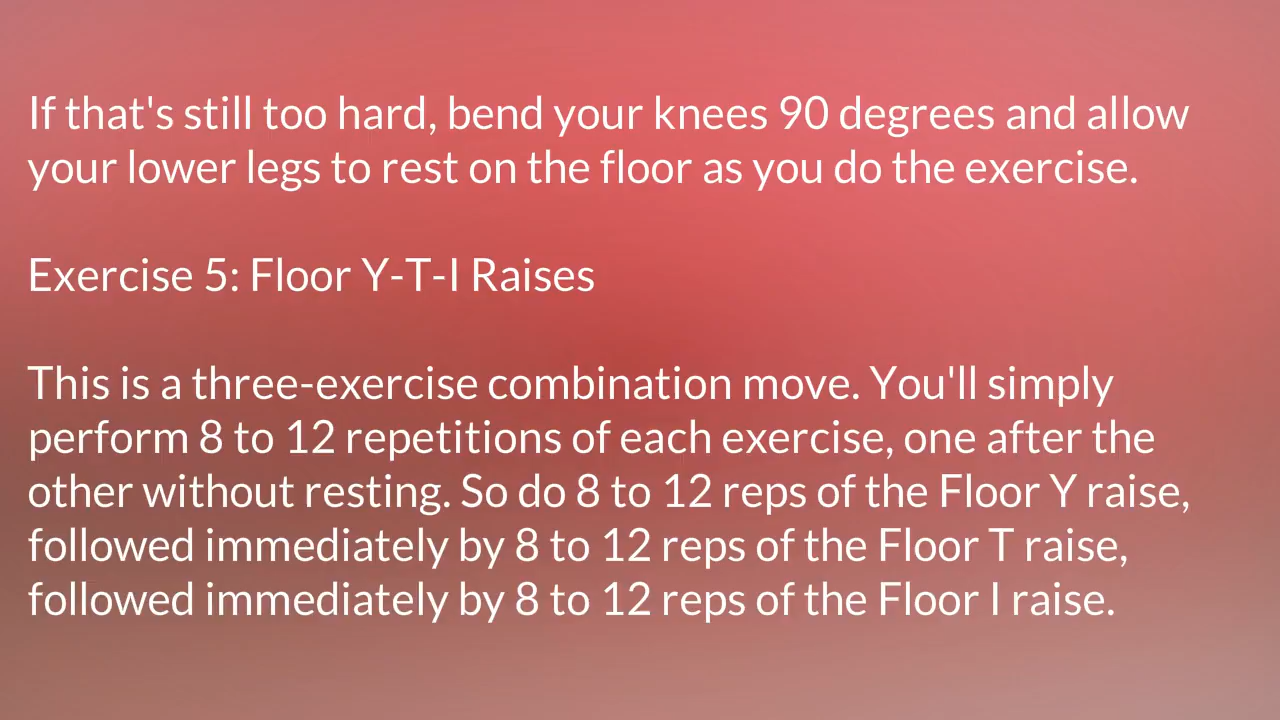 If that's still too hard, bend your knees 90 degrees and allow
your lower legs to rest on the floor as you do the exercise.
Exercise 5: Floor Y-T-I Raises
This is a three-exercise combination move. You'll simply
perform 8 to 12 repetitions of each exercise, one after the
other without resting. So do 8 to 12 reps of the Floor Y raise,
followed immediately by 8 to 12 reps of the Floor T raise,
followed immediately by 8 to 12 reps of the Floor I raise.